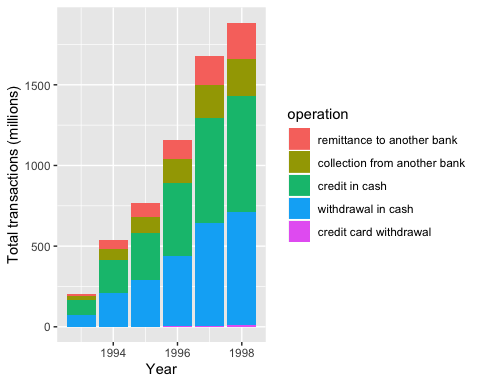 Total transactions (millions)
1500
1000
500
0
1994
1996
1998
Year
operation
remittance to another bank
collection from another bank
credit in cash
withdrawal in cash
credit card withdrawal